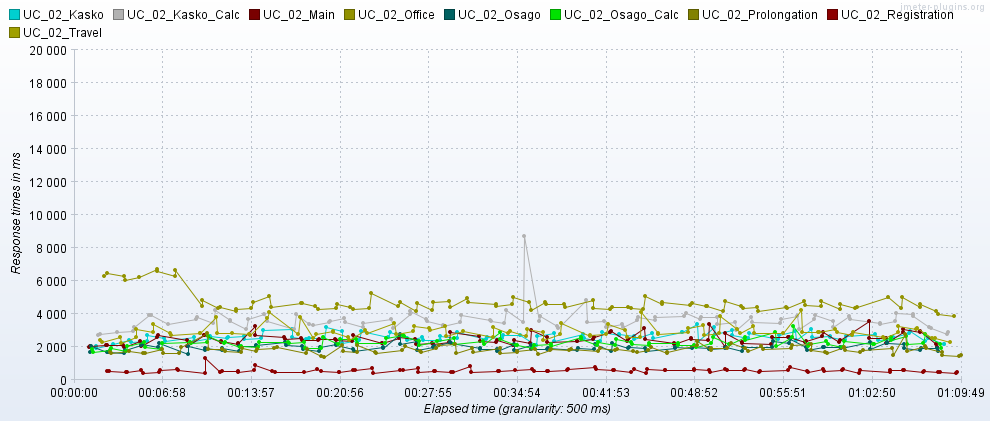 UC_02_Kasko UC_02_Kasko_Calc UC_02_Main UC_02_Office UC_02_Osago UC_02_Osago_Calc UC_02_Prolongation UC_02_Registration
jmeter-plugins.org
UC_02_Travel
20 000
18 000
16 000
14 000
12 000
10 000
8 000
6 000
4 000
2 000
0
Response times in ms
00:00:00 00:06:58 00:13:57 00:20:56 00:27:55 00:34:54 00:41:53 00:48:52 00:55:51 01:02:50 01:09:49
Elapsed time (granularity: 500 ms)